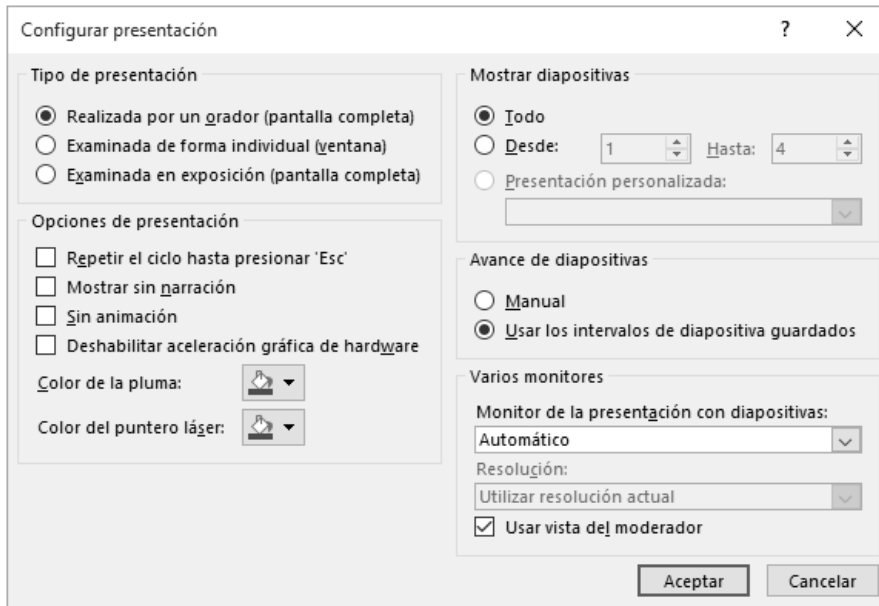 Configurar presentación
?
Tipo de presentación
Realizada por un orador (pantalla completa)
Examinada de forma individual (ventana)
Examinada en exposición (pantalla completa)
Opciones de presentación
Repetir el ciclo hasta presionar 'Esc'
Mostrar sin narración
Sin animación
Deshabilitar aceleración gráfica de hardware
Color de la pluma:
Color del puntero láser:
Mostrar diapositivas
Todo
Desde: 1 Hasta: 4
Presentación personalizada:
Avance de diapositivas
Manual
Usar los intervalos de diapositiva guardados
Varios monitores
Monitor de la presentación con diapositivas:
Automático
Resolución:
Utilizar resolución actual
Usar vista del moderador
Aceptar Cancelar